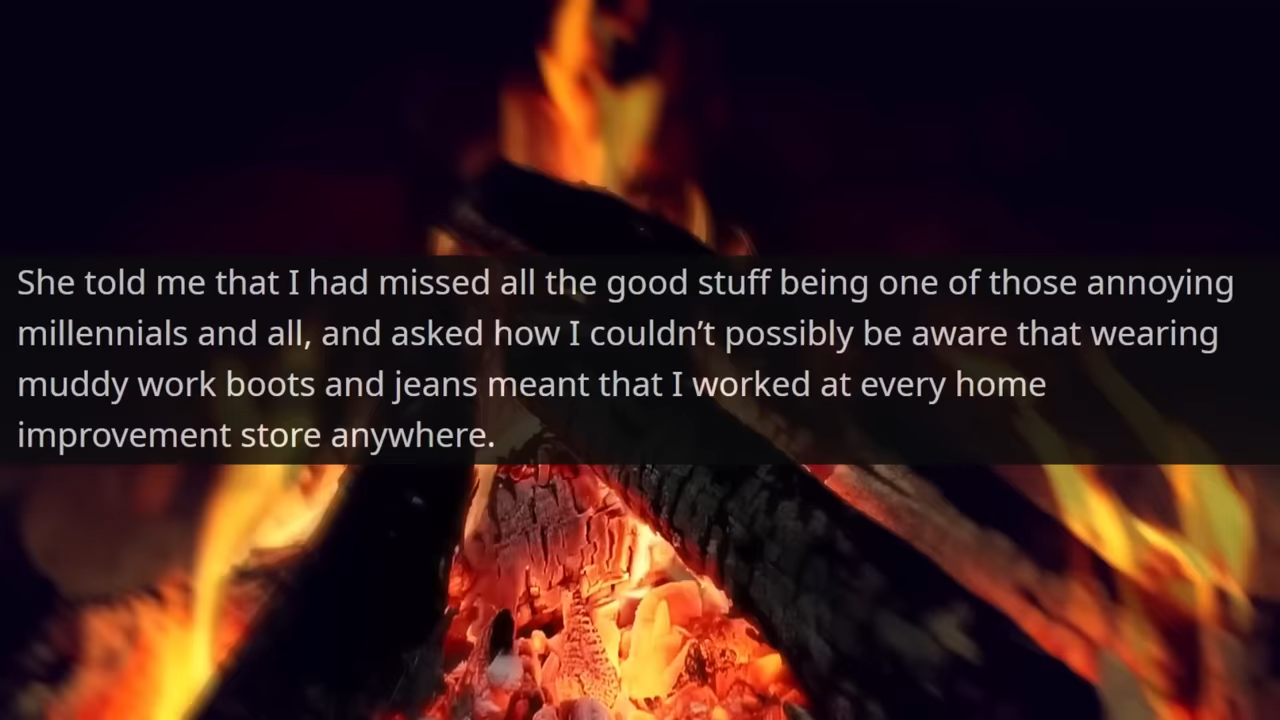 She told me that I had missed all the good stuff being one of those annoying
millennials and all, and asked how I couldn’t possibly be aware that wearing
muddy work boots and jeans meant that I worked at every home
improvement store anywhere.